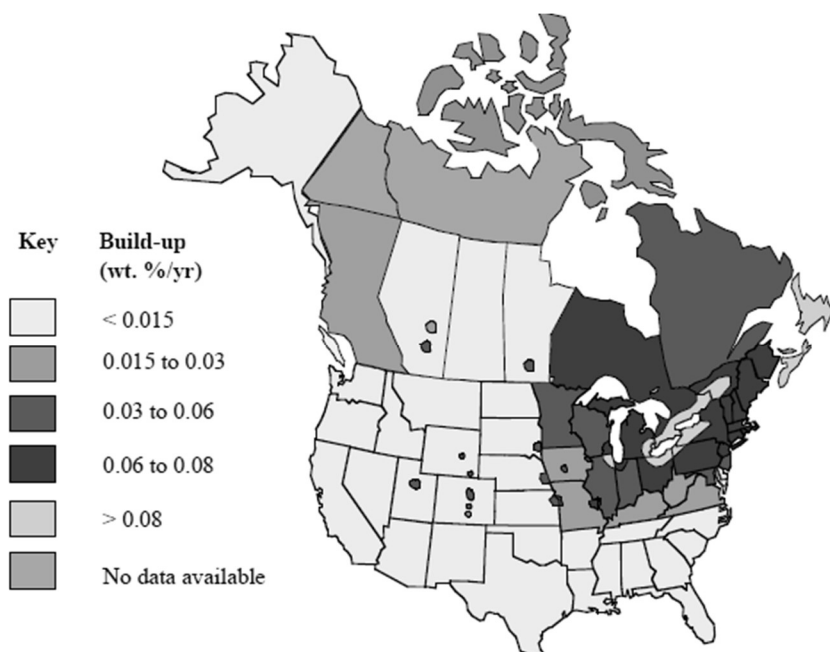 Key Build-up
(wt. %/yr)
< 0.015
0.015 to 0.03
0.03 to 0.06
0.06 to 0.08
> 0.08
No data available